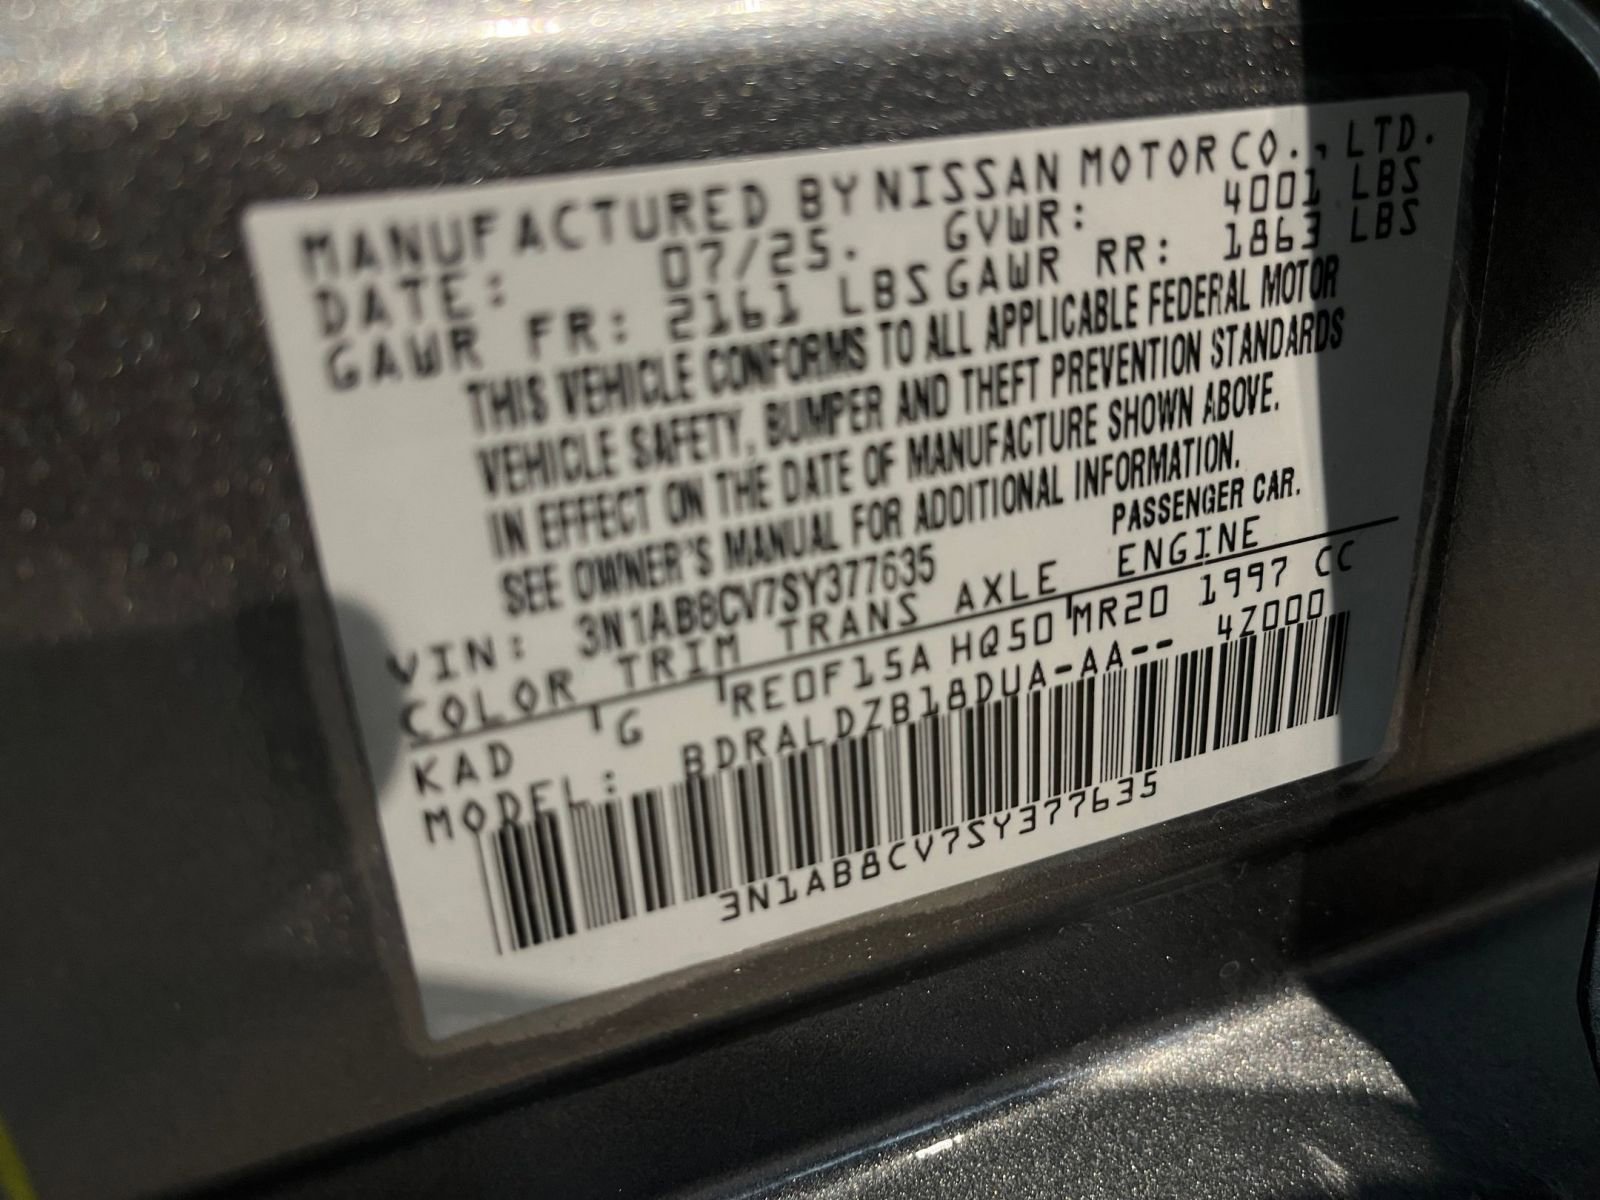 MANUFACTURED BY NISSAN MOTOR CO., LTD.
DATE: 07/25. GVWR: 4001 LBS
GAWR FR: 2161 LBS GAWR RR: 1863 LBS
THIS VEHICLE CONFORMS TO ALL APPLICABLE FEDERAL MOTOR
VEHICLE SAFETY, BUMPER AND THEFT PREVENTION STANDARDS
IN EFFECT ON THE DATE OF MANUFACTURE SHOWN ABOVE.
SEE OWNER'S MANUAL FOR ADDITIONAL INFORMATION.
VIN: 3N1AB8CV7SY377635 PASSENGER CAR.
COLOR TRIM TRANS AXLE ENGINE
KAD G RE0F15A HQ50 MR20 1997 CC
MODEL: BDRALDZB18DUA-AA-- 4Z000
3N1AB8CV7SY377635